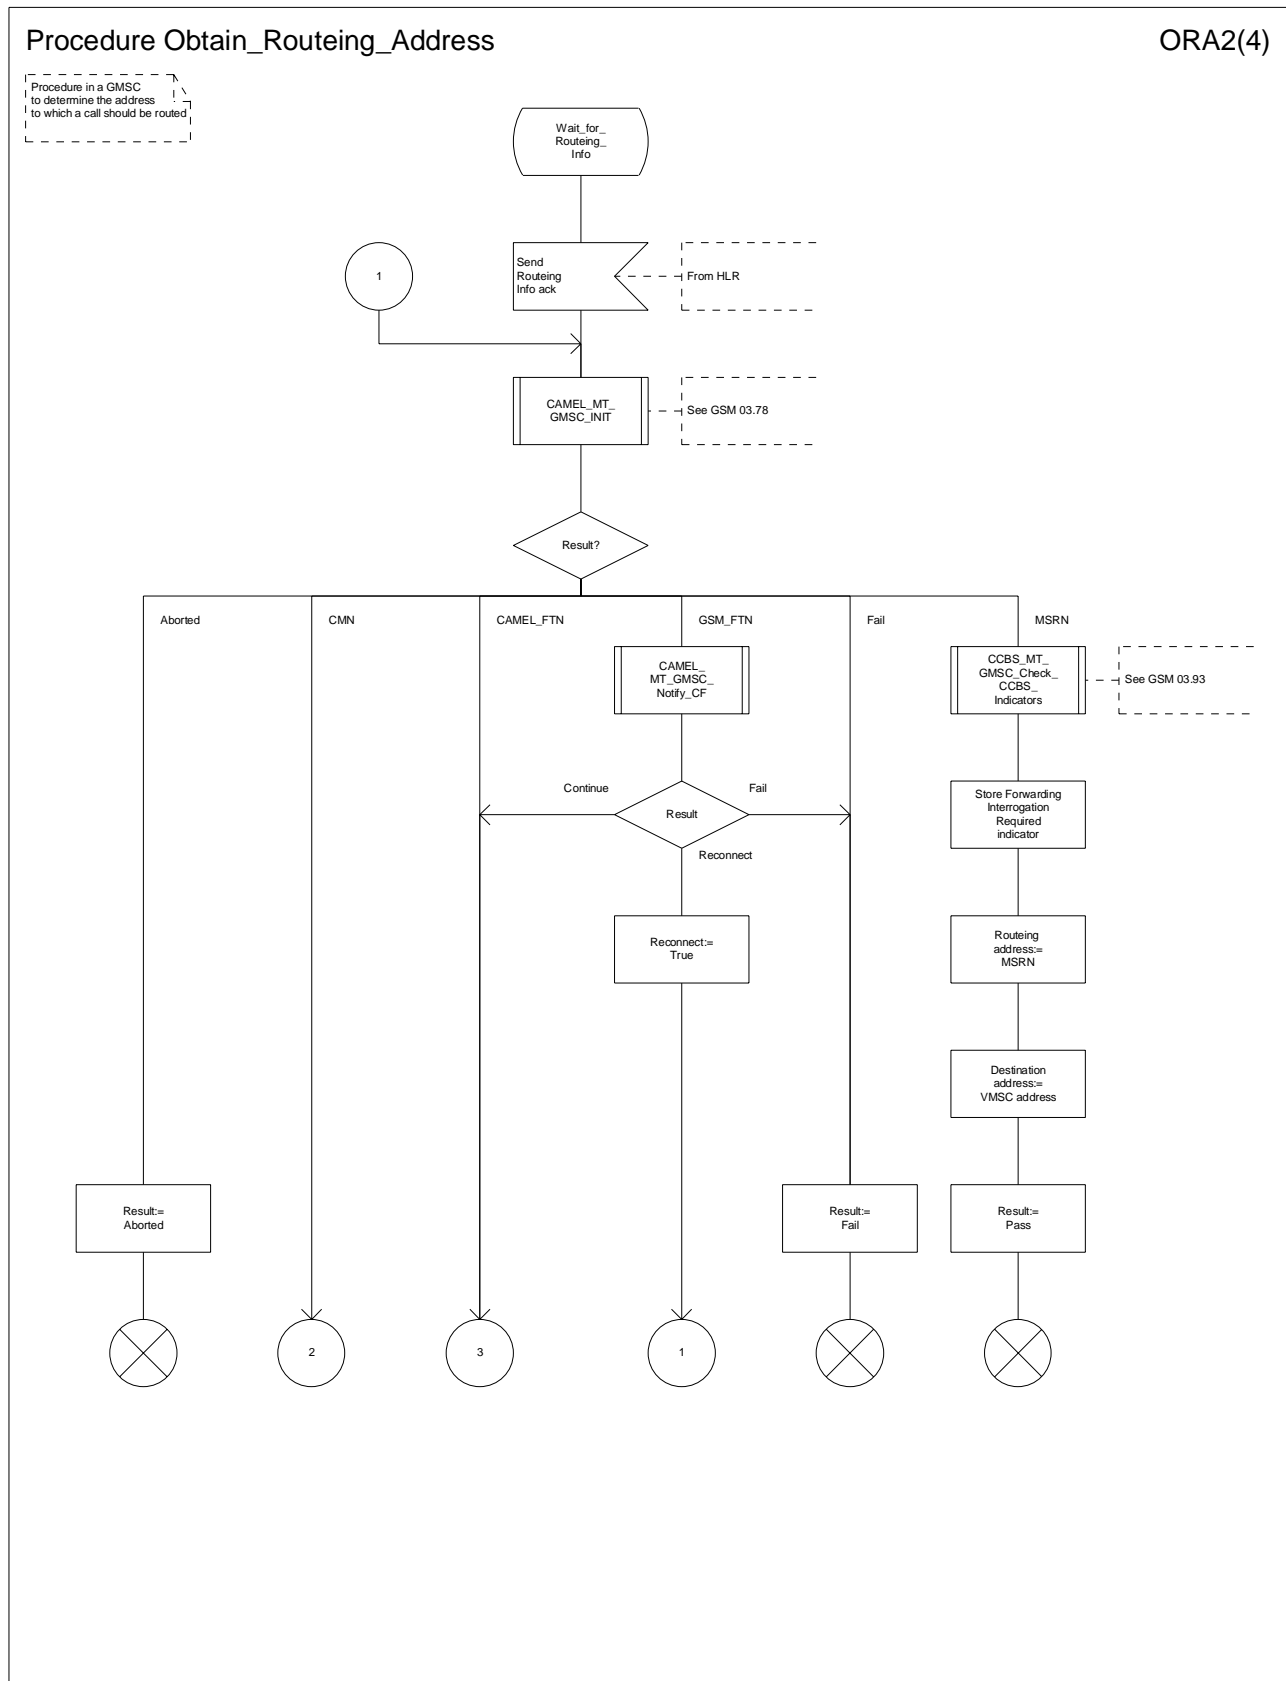 Procedure Obtain_Routeing_Address
ORA2(4)
Procedure in a GMSC
to determine the address
to which a call should be routed
Wait_for_
Routeing_
Info
1
Send
Routeing
Info ack
From HLR
CAMEL_MT_
GMSC_INIT
See GSM 03.78
Result?
Aborted
CMN
CAMEL_FTN
GSM_FTN
Fail
MSRN
CAMEL_
MT_GMSC_
Notify_CF
CCBS_MT_
GMSC_Check_
CCBS_
Indicators
See GSM 03.93
Continue
Result
Fail
Reconnect
Store Forwarding
Interrogation
Required
indicator
Reconnect:=
True
Routeing
address:=
MSRN
Destination
address:=
VMSC address
Result:=
Aborted
Result:=
Fail
Result:=
Pass
2
3
1